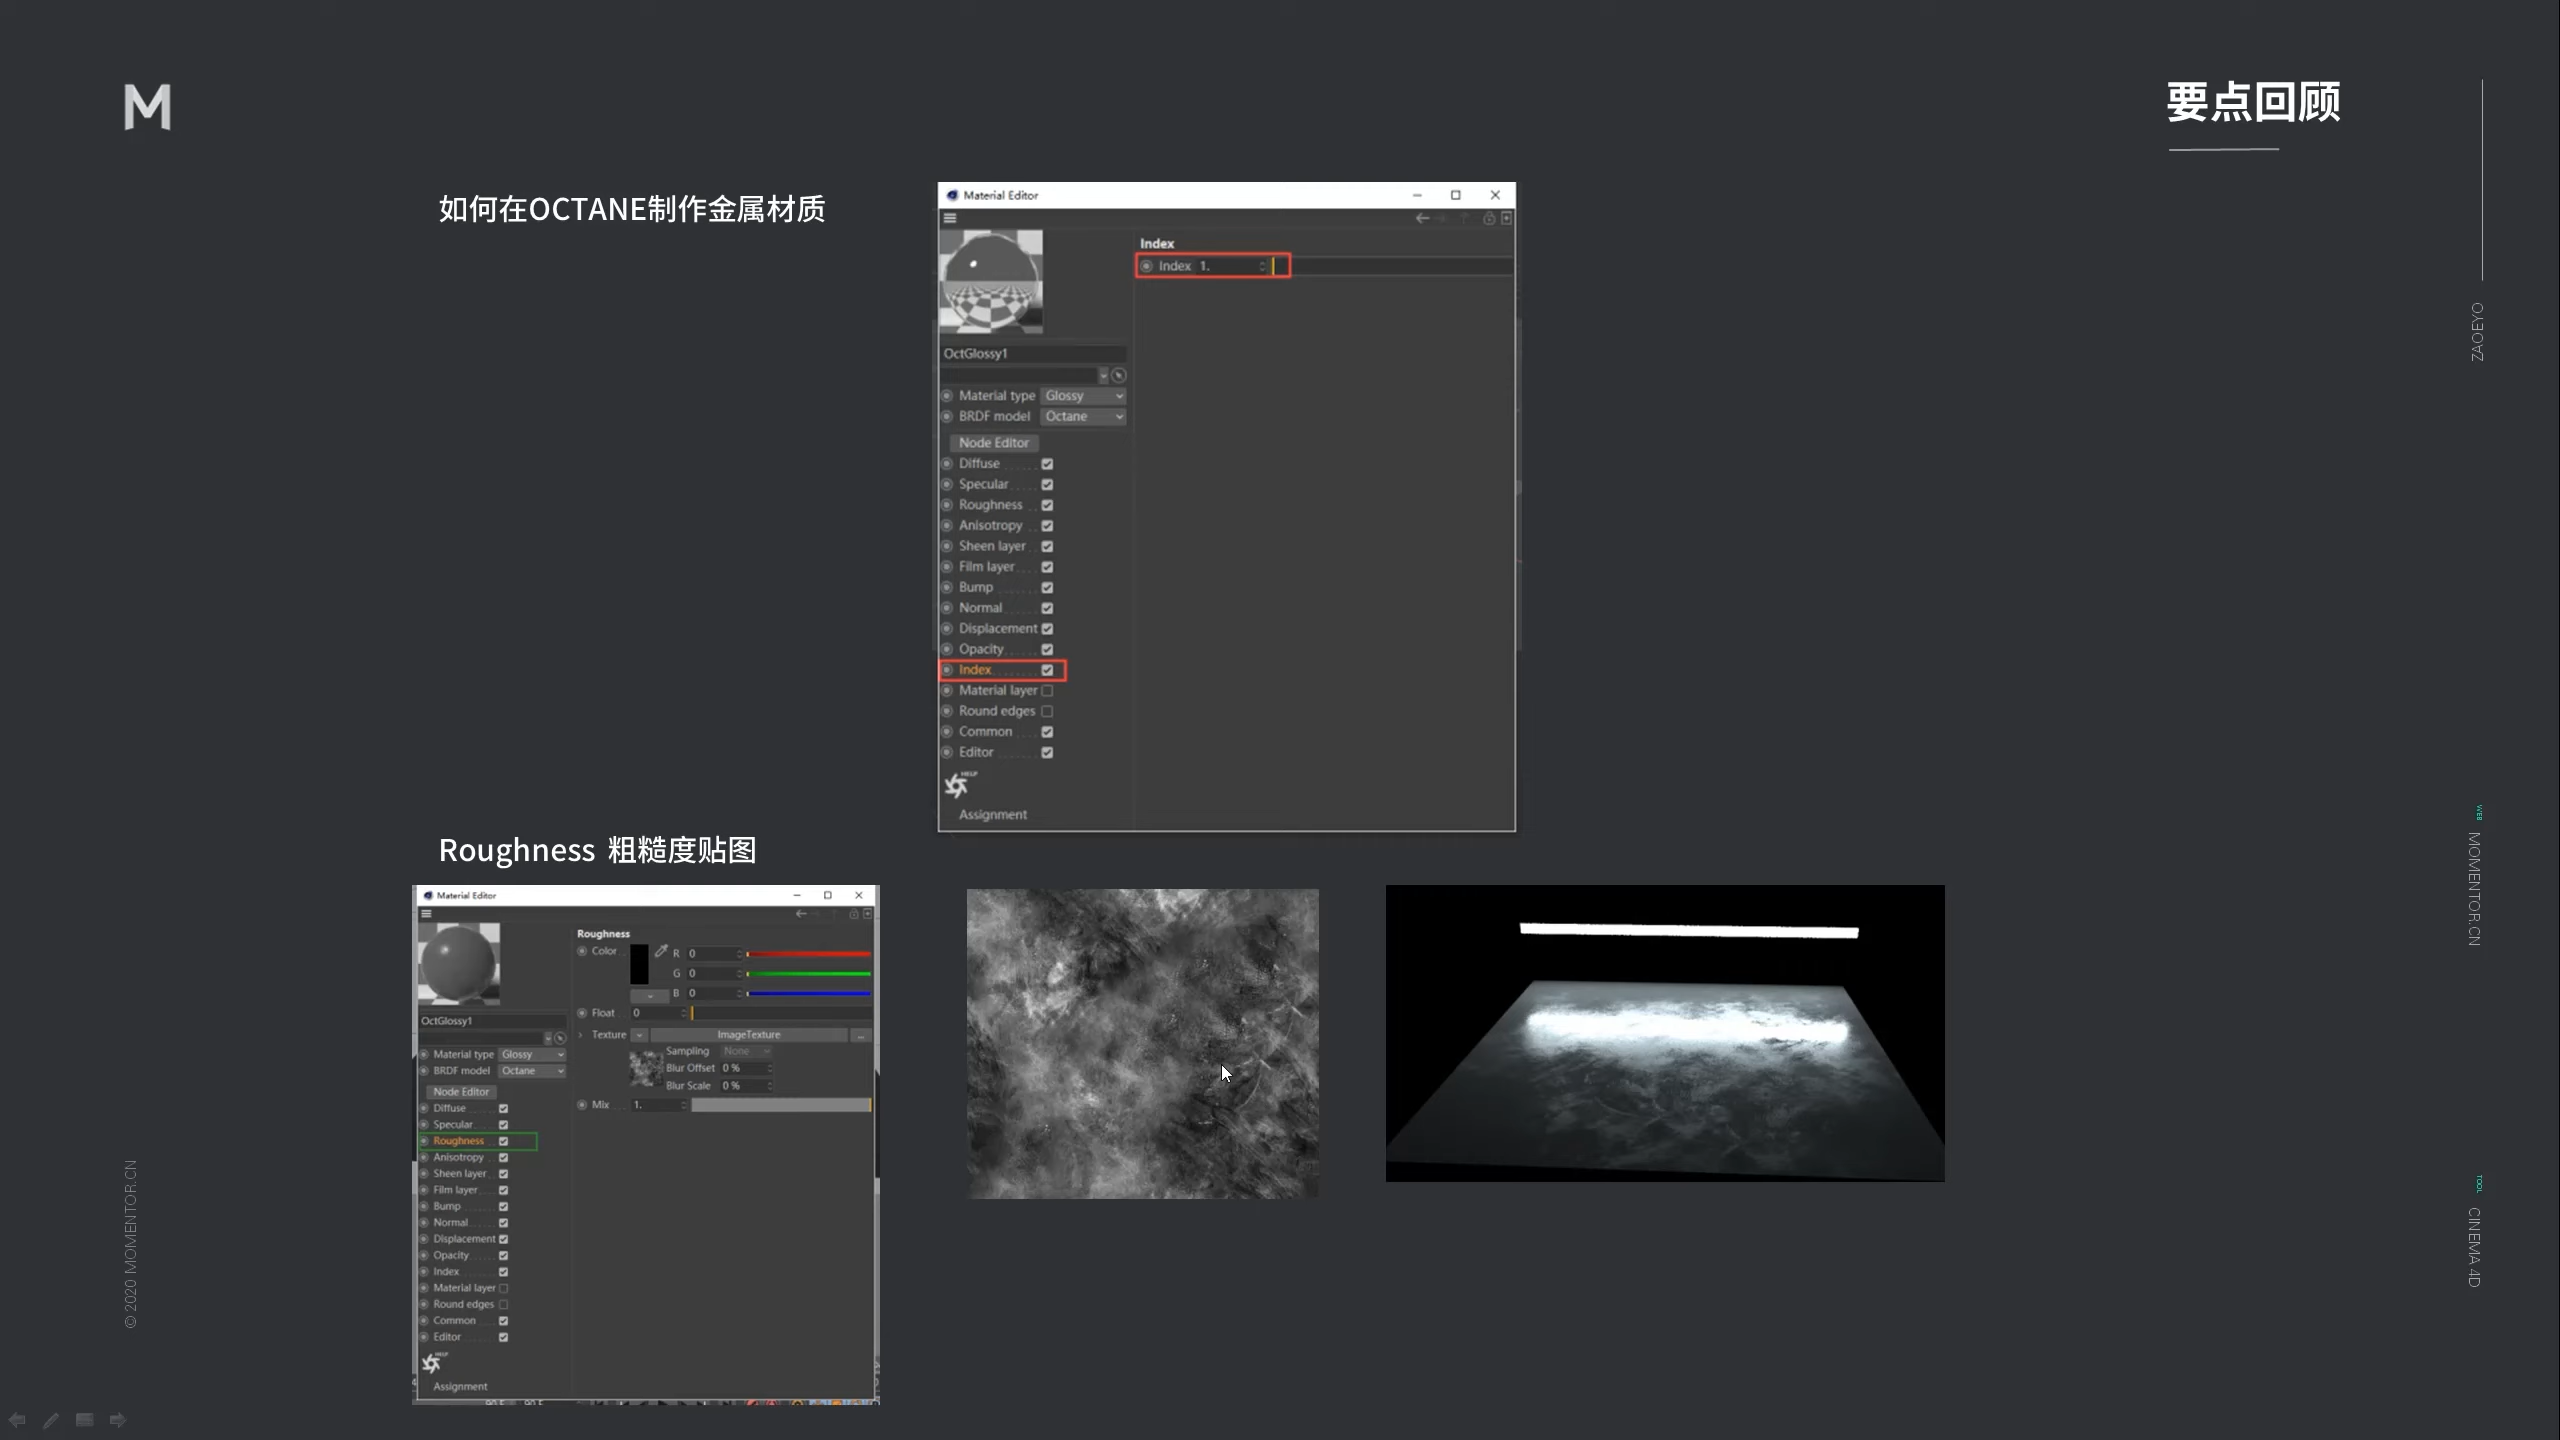 M
要点回顾
如何在OCTANE制作金属材质
Material Editor
Index
Index 1.
OctGlossy1
Material type Glossy
BRDF model Octane
Node Editor
Diffuse
Specular
Roughness
Anisotropy
Sheen layer
Film layer
Bump
Normal
Displacement
Opacity
Index
Material layer
Round edges
Common
Editor
HELP
Assignment
Roughness 粗糙度贴图
Material Editor
Roughness
Color R 0
G 0
B 0
Float 0
Texture ImageTexture ...
Sampling None
Blur Offset 0 %
Blur Scale 0 %
Mix 1.
OctGlossy1
Material type Glossy
BRDF model Octane
Node Editor
Diffuse
Specular
Roughness
Anisotropy
Sheen layer
Film layer
Bump
Normal
Displacement
Opacity
Index
Material layer
Round edges
Common
Editor
HELP
Assignment
ZAOEYO
WEB MOMENTOR.CN
TOOL CINEMA 4D
© 2020 MOMENTOR.CN